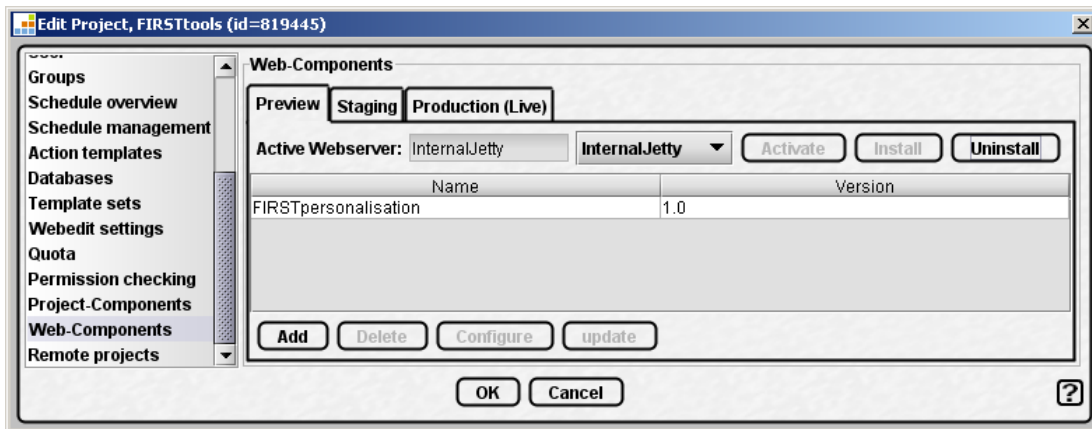 Edit Project, FIRSTtools (id=819445)
Groups
Schedule overview
Schedule management
Action templates
Databases
Template sets
Webedit settings
Quota
Permission checking
Project-Components
Web-Components
Remote projects
Web-Components
Preview Staging Production (Live)
Active Webserver: InternalJetty InternalJetty Activate Install Uninstall
Name Version
FIRSTpersonalisation 1.0
Add Delete Configure update
OK Cancel ?